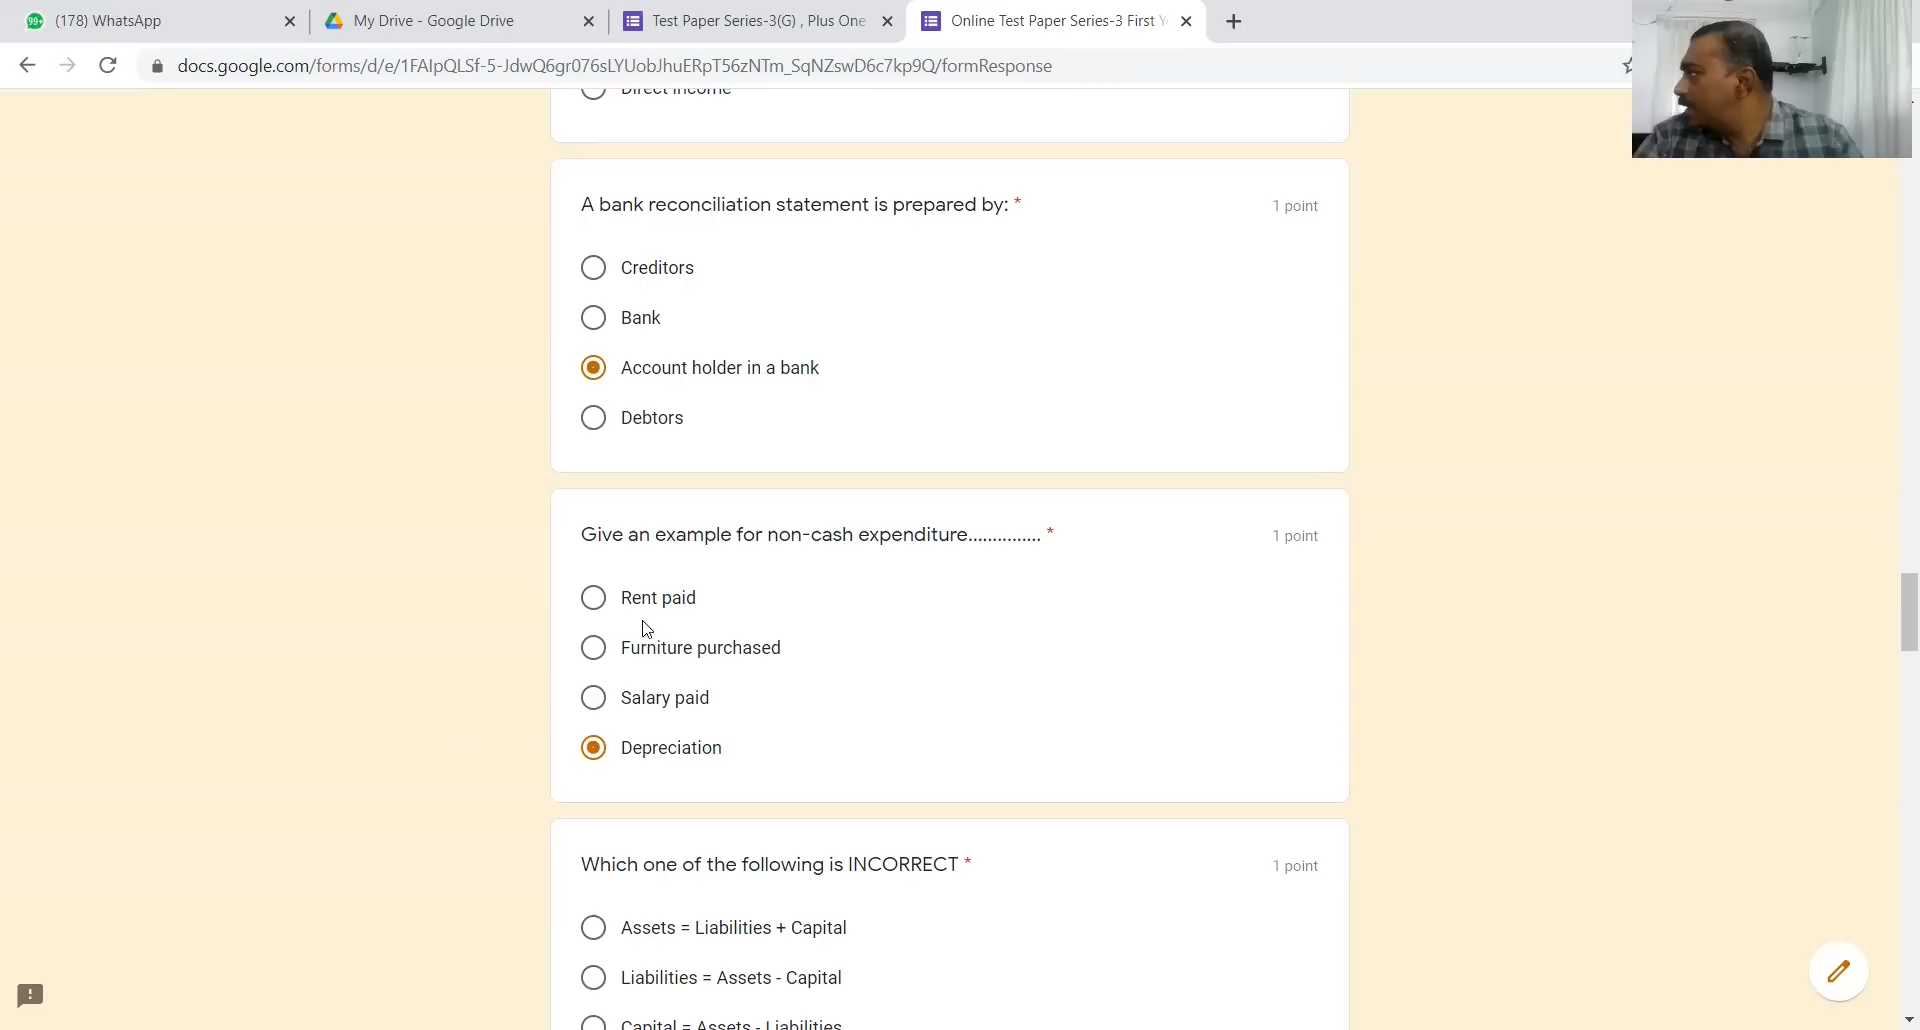 99+ (178) WhatsApp
My Drive - Google Drive
Test Paper Series-3(G) , Plus One
Online Test Paper Series-3 First Y
docs.google.com/forms/d/e/1FAIpQLSf-5-JdwQ6gr076sLYUobJhuERpT56zNTm_SqNZswD6c7kp9Q/formResponse
Direct Income
A bank reconciliation statement is prepared by: *
1 point
Creditors
Bank
Account holder in a bank
Debtors
Give an example for non-cash expenditure............... *
1 point
Rent paid
Furniture purchased
Salary paid
Depreciation
Which one of the following is INCORRECT *
1 point
Assets = Liabilities + Capital
Liabilities = Assets - Capital
Capital = Assets - Liabilities